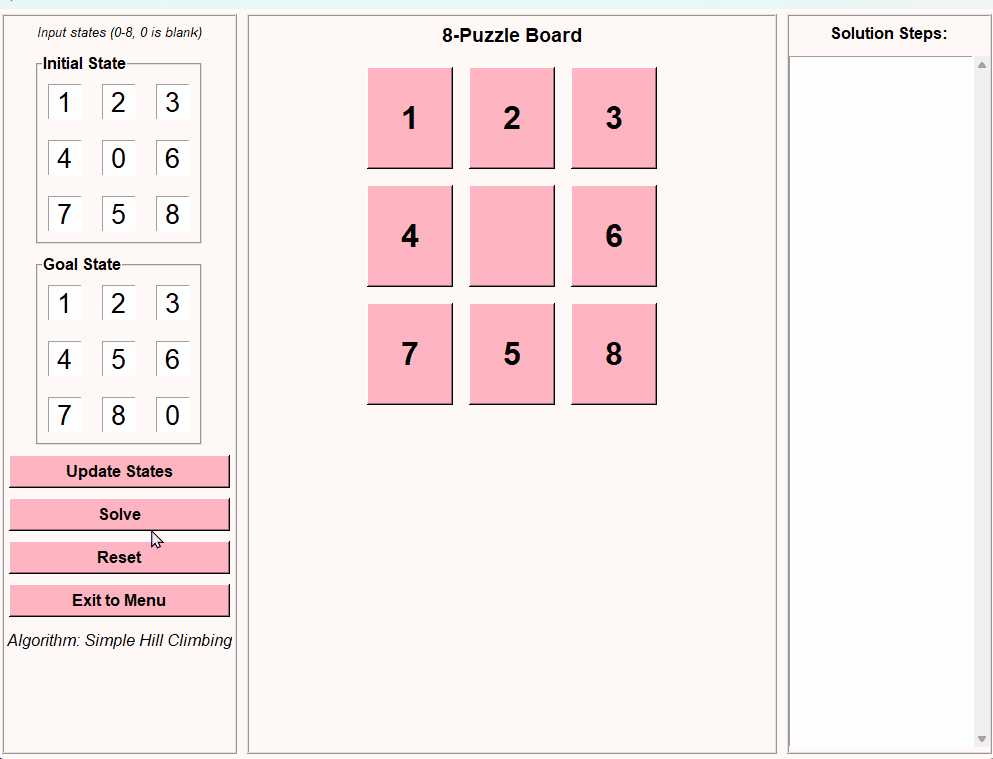 Input states (0-8, 0 is blank)
Initial State
1 2 3
4 0 6
7 5 8
Goal State
1 2 3
4 5 6
7 8 0
Update States
Solve
Reset
Exit to Menu
Algorithm: Simple Hill Climbing
8-Puzzle Board
1 2 3
4 6
7 5 8
Solution Steps: